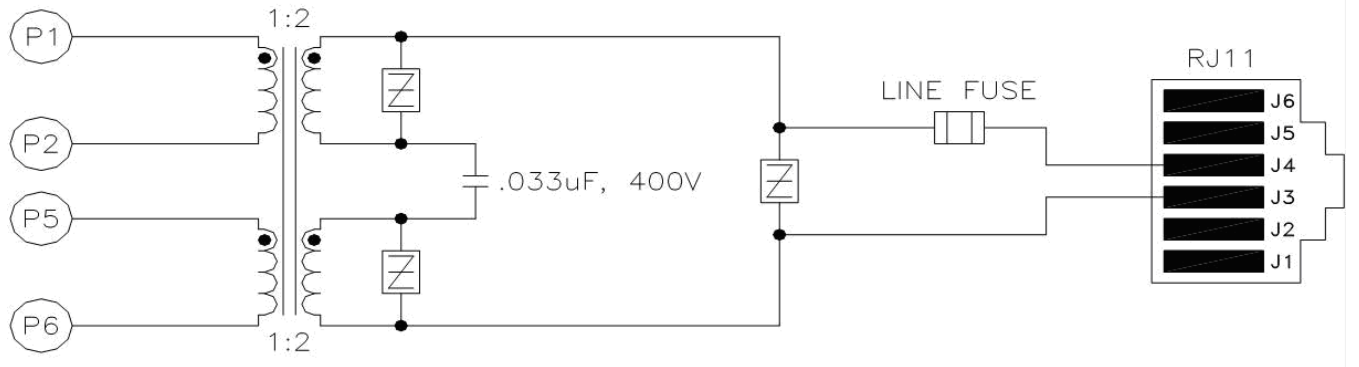 1:2
P1
P2
P5
P6
1:2
.033uF, 400V
LINE FUSE
RJ11
J6
J5
J4
J3
J2
J1